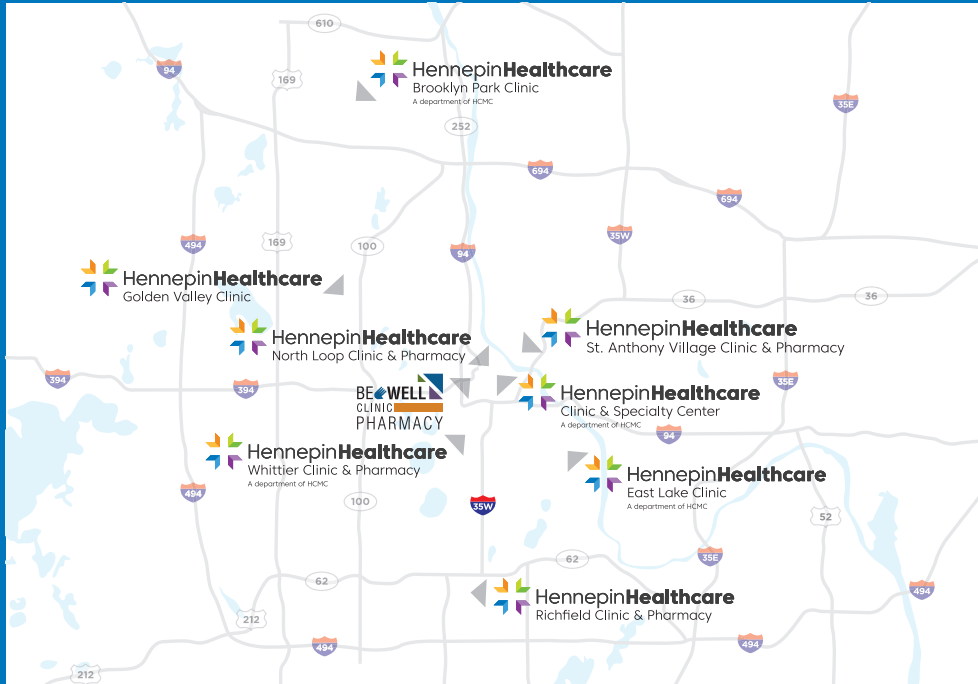 610
HennepinHealthcare
Brooklyn Park Clinic
A department of HCMC
94
169
35E
252
694
694
35W
494
169
100
94
HennepinHealthcare
Golden Valley Clinic
36
36
HennepinHealthcare
North Loop Clinic & Pharmacy
HennepinHealthcare
St. Anthony Village Clinic & Pharmacy
394
394
35E
BE WELL
CLINIC
PHARMACY
HennepinHealthcare
Clinic & Specialty Center
A department of HCMC
94
HennepinHealthcare
Whittier Clinic & Pharmacy
A department of HCMC
HennepinHealthcare
East Lake Clinic
A department of HCMC
494
100
35W
52
35E
62
62
HennepinHealthcare
Richfield Clinic & Pharmacy
494
212
494
494
212